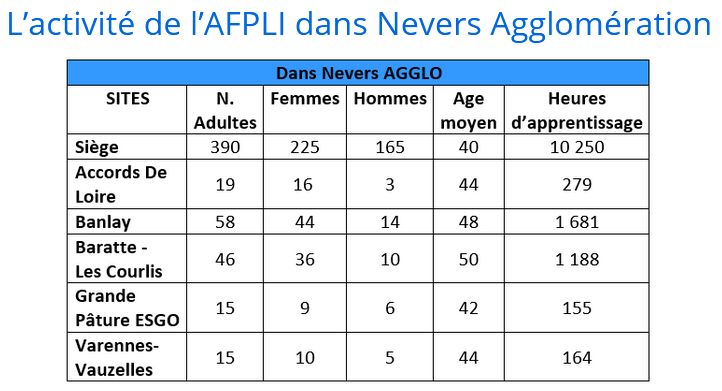 L’activité de l’AFPLI dans Nevers Agglomération
Dans Nevers AGGLO
SITES N. Adultes Femmes Hommes Age moyen Heures d’apprentissage
Siège 390 225 165 40 10 250
Accords De Loire 19 16 3 44 279
Banlay 58 44 14 48 1 681
Baratte - Les Courlis 46 36 10 50 1 188
Grande Pâture ESGO 15 9 6 42 155
Varennes-Vauzelles 15 10 5 44 164